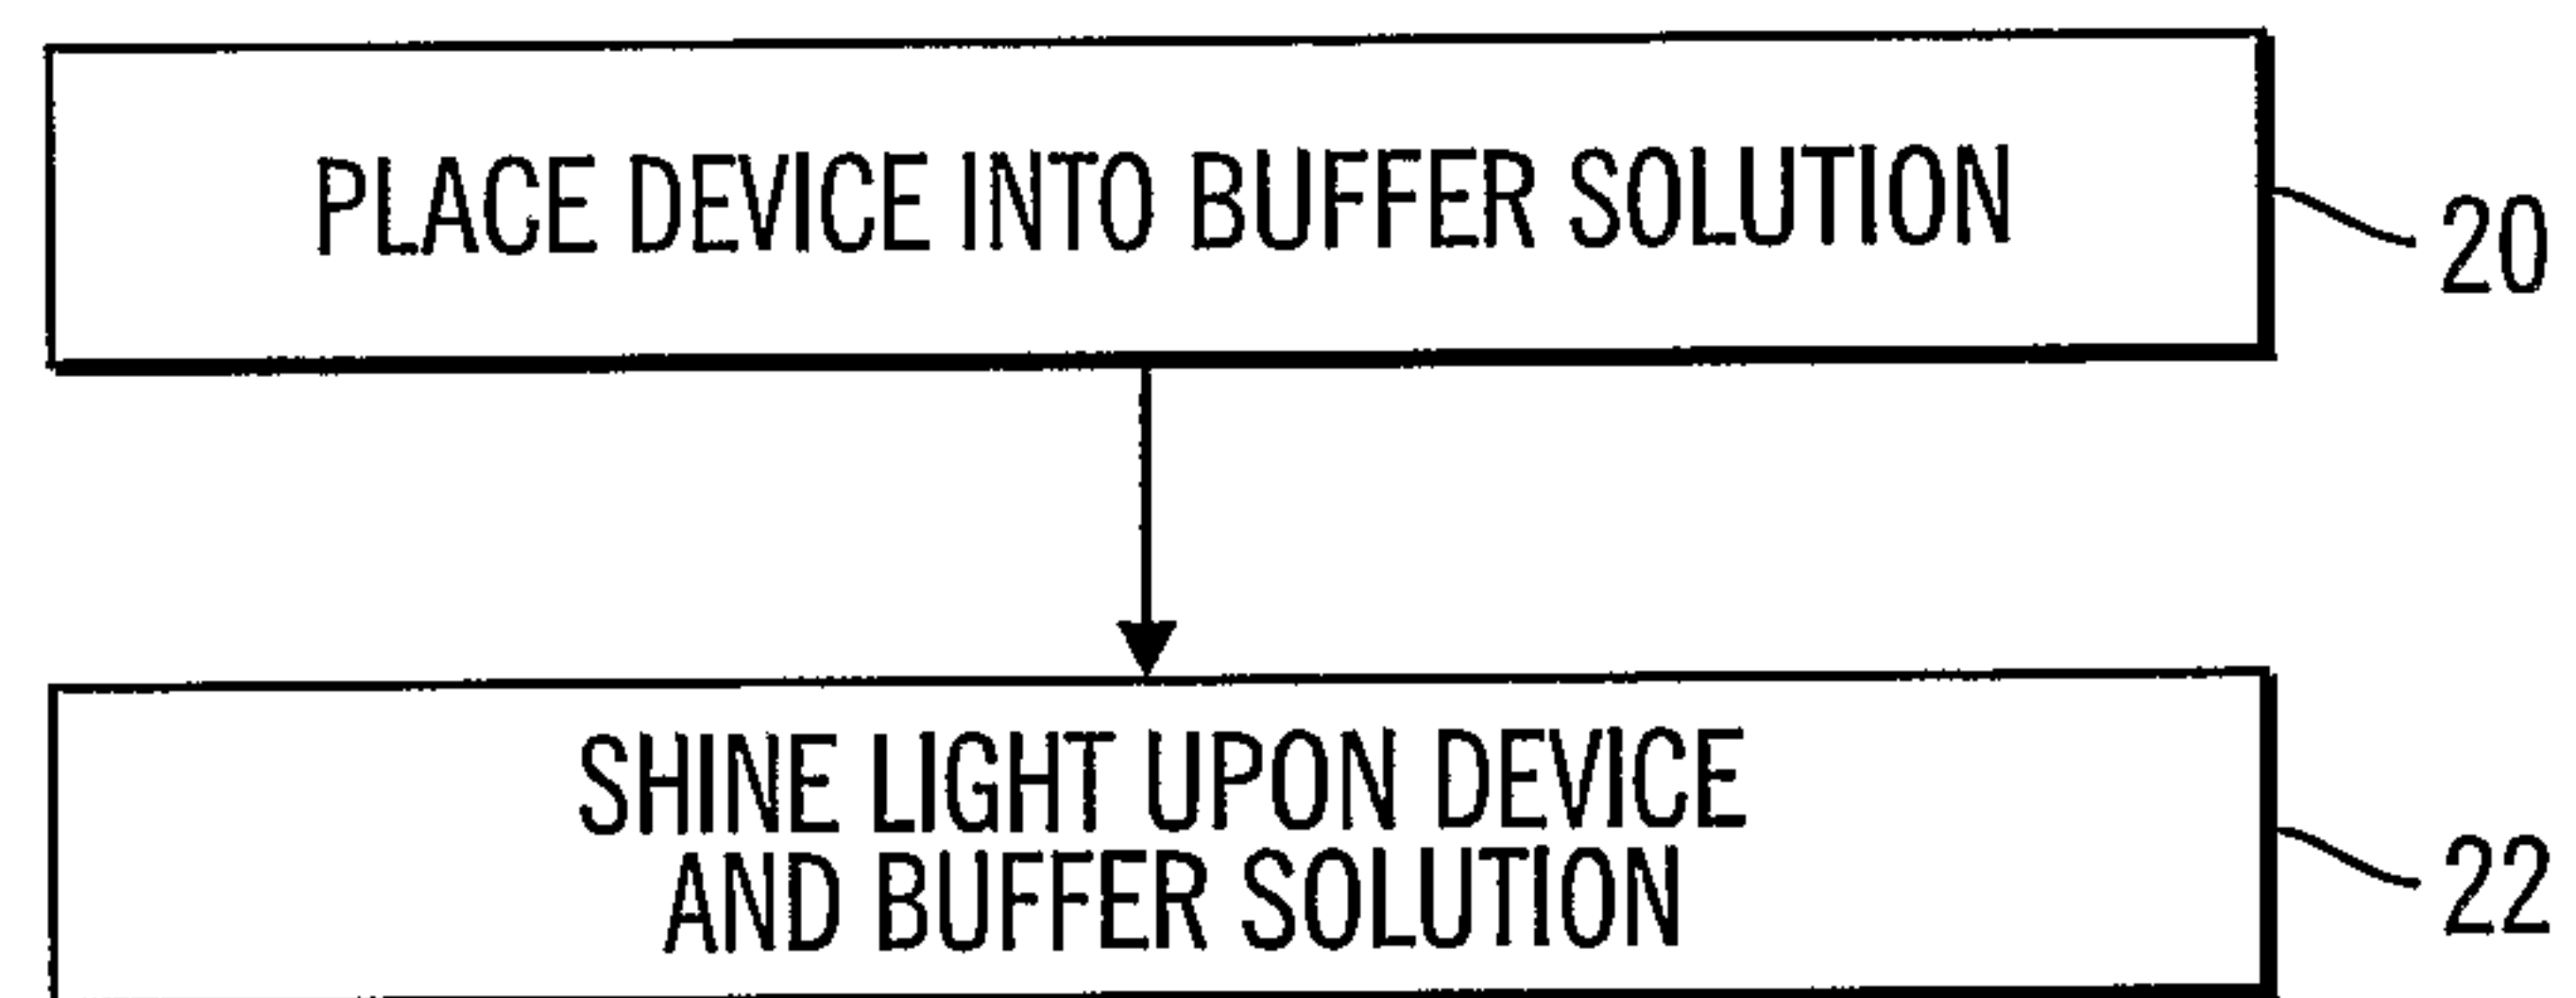 PLACE DEVICE INTO BUFFER SOLUTION
20
SHINE LIGHT UPON DEVICE
AND BUFFER SOLUTION
22